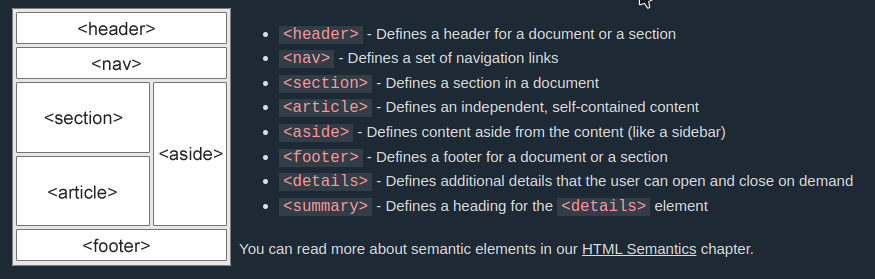 <header>
<nav>
<section>
<aside>
<article>
<footer>
<header> - Defines a header for a document or a section
<nav> - Defines a set of navigation links
<section> - Defines a section in a document
<article> - Defines an independent, self-contained content
<aside> - Defines content aside from the content (like a sidebar)
<footer> - Defines a footer for a document or a section
<details> - Defines additional details that the user can open and close on demand
<summary> - Defines a heading for the <details> element
You can read more about semantic elements in our HTML Semantics chapter.